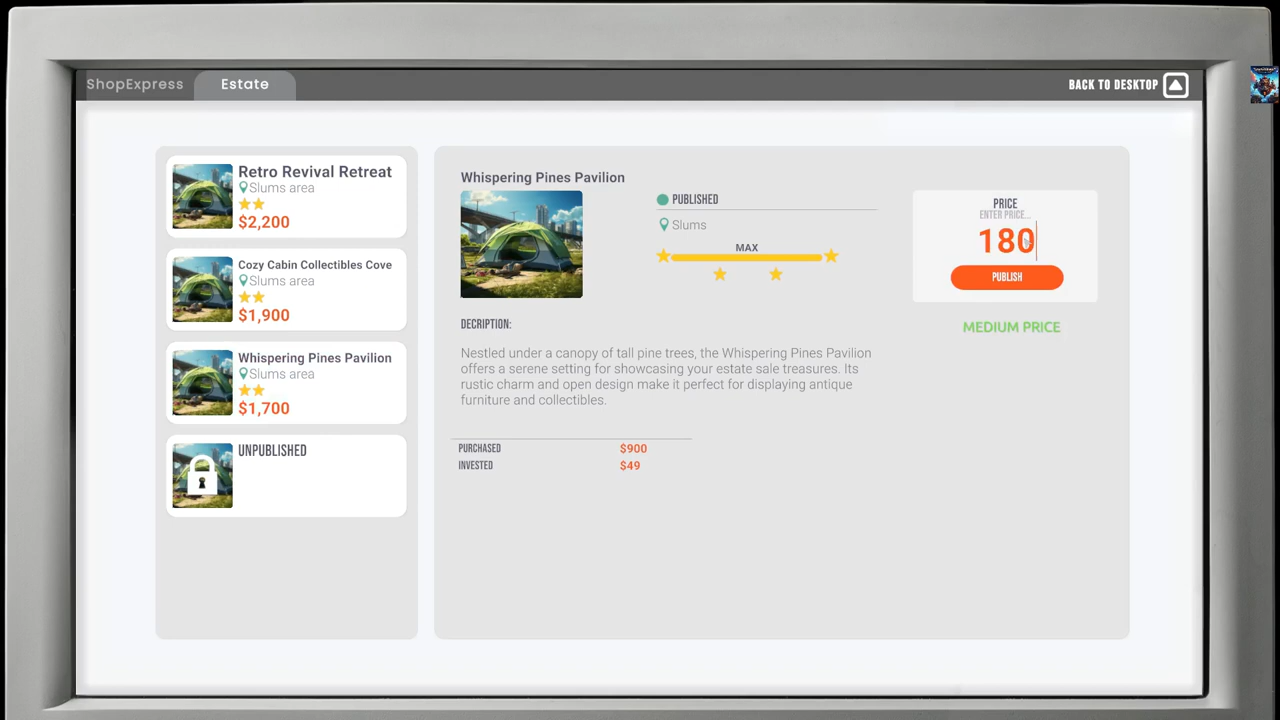 ShopExpress
Estate
BACK TO DESKTOP
Retro Revival Retreat
Slums area
$2,200
Cozy Cabin Collectibles Cove
Slums area
$1,900
Whispering Pines Pavilion
Slums area
$1,700
UNPUBLISHED
Whispering Pines Pavilion
PUBLISHED
Slums
MAX
DECRIPTION:
Nestled under a canopy of tall pine trees, the Whispering Pines Pavilion
offers a serene setting for showcasing your estate sale treasures. Its
rustic charm and open design make it perfect for displaying antique
furniture and collectibles.
PURCHASED $900
INVESTED $49
PRICE
ENTER PRICE...
180
PUBLISH
MEDIUM PRICE